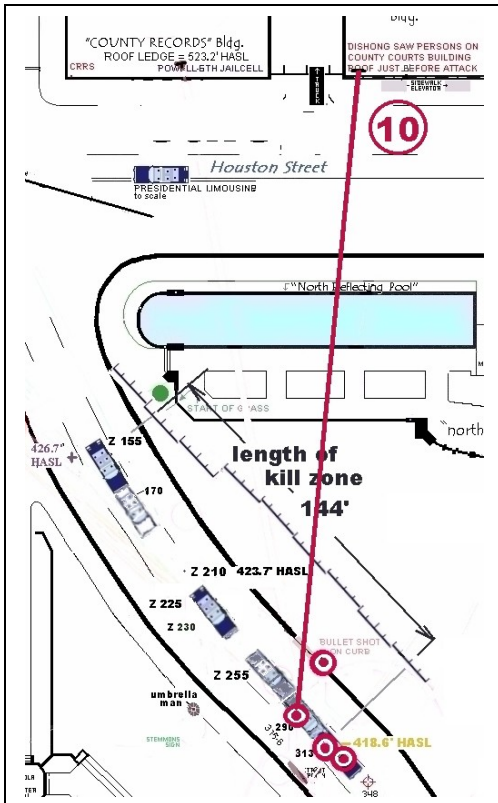 "COUNTY RECORDS" Bldg.
ROOF LEDGE = 523.2' HASL
CRRS
POWELL-6TH JAILCELL
TRUCK
Bldg.
DISHONG SAW PERSONS ON
COUNTY COURTS BUILDING
ROOF JUST BEFORE ATTACK
SIDEWALK
ELEVATOR
10
Houston Street
PRESIDENTIAL LIMOUSINE
to scale
"North Reflecting Pool"
START OF GRASS
426.7'
HASL
Z 155
170
length of
kill zone
144'
"north
Z 210 423.7' HASL
Z 225
Z 230
BULLET SHOT
ON CURB
Z 255
umbrella
man
STEMMONS
SIGN
290
313
418.6' HASL
348